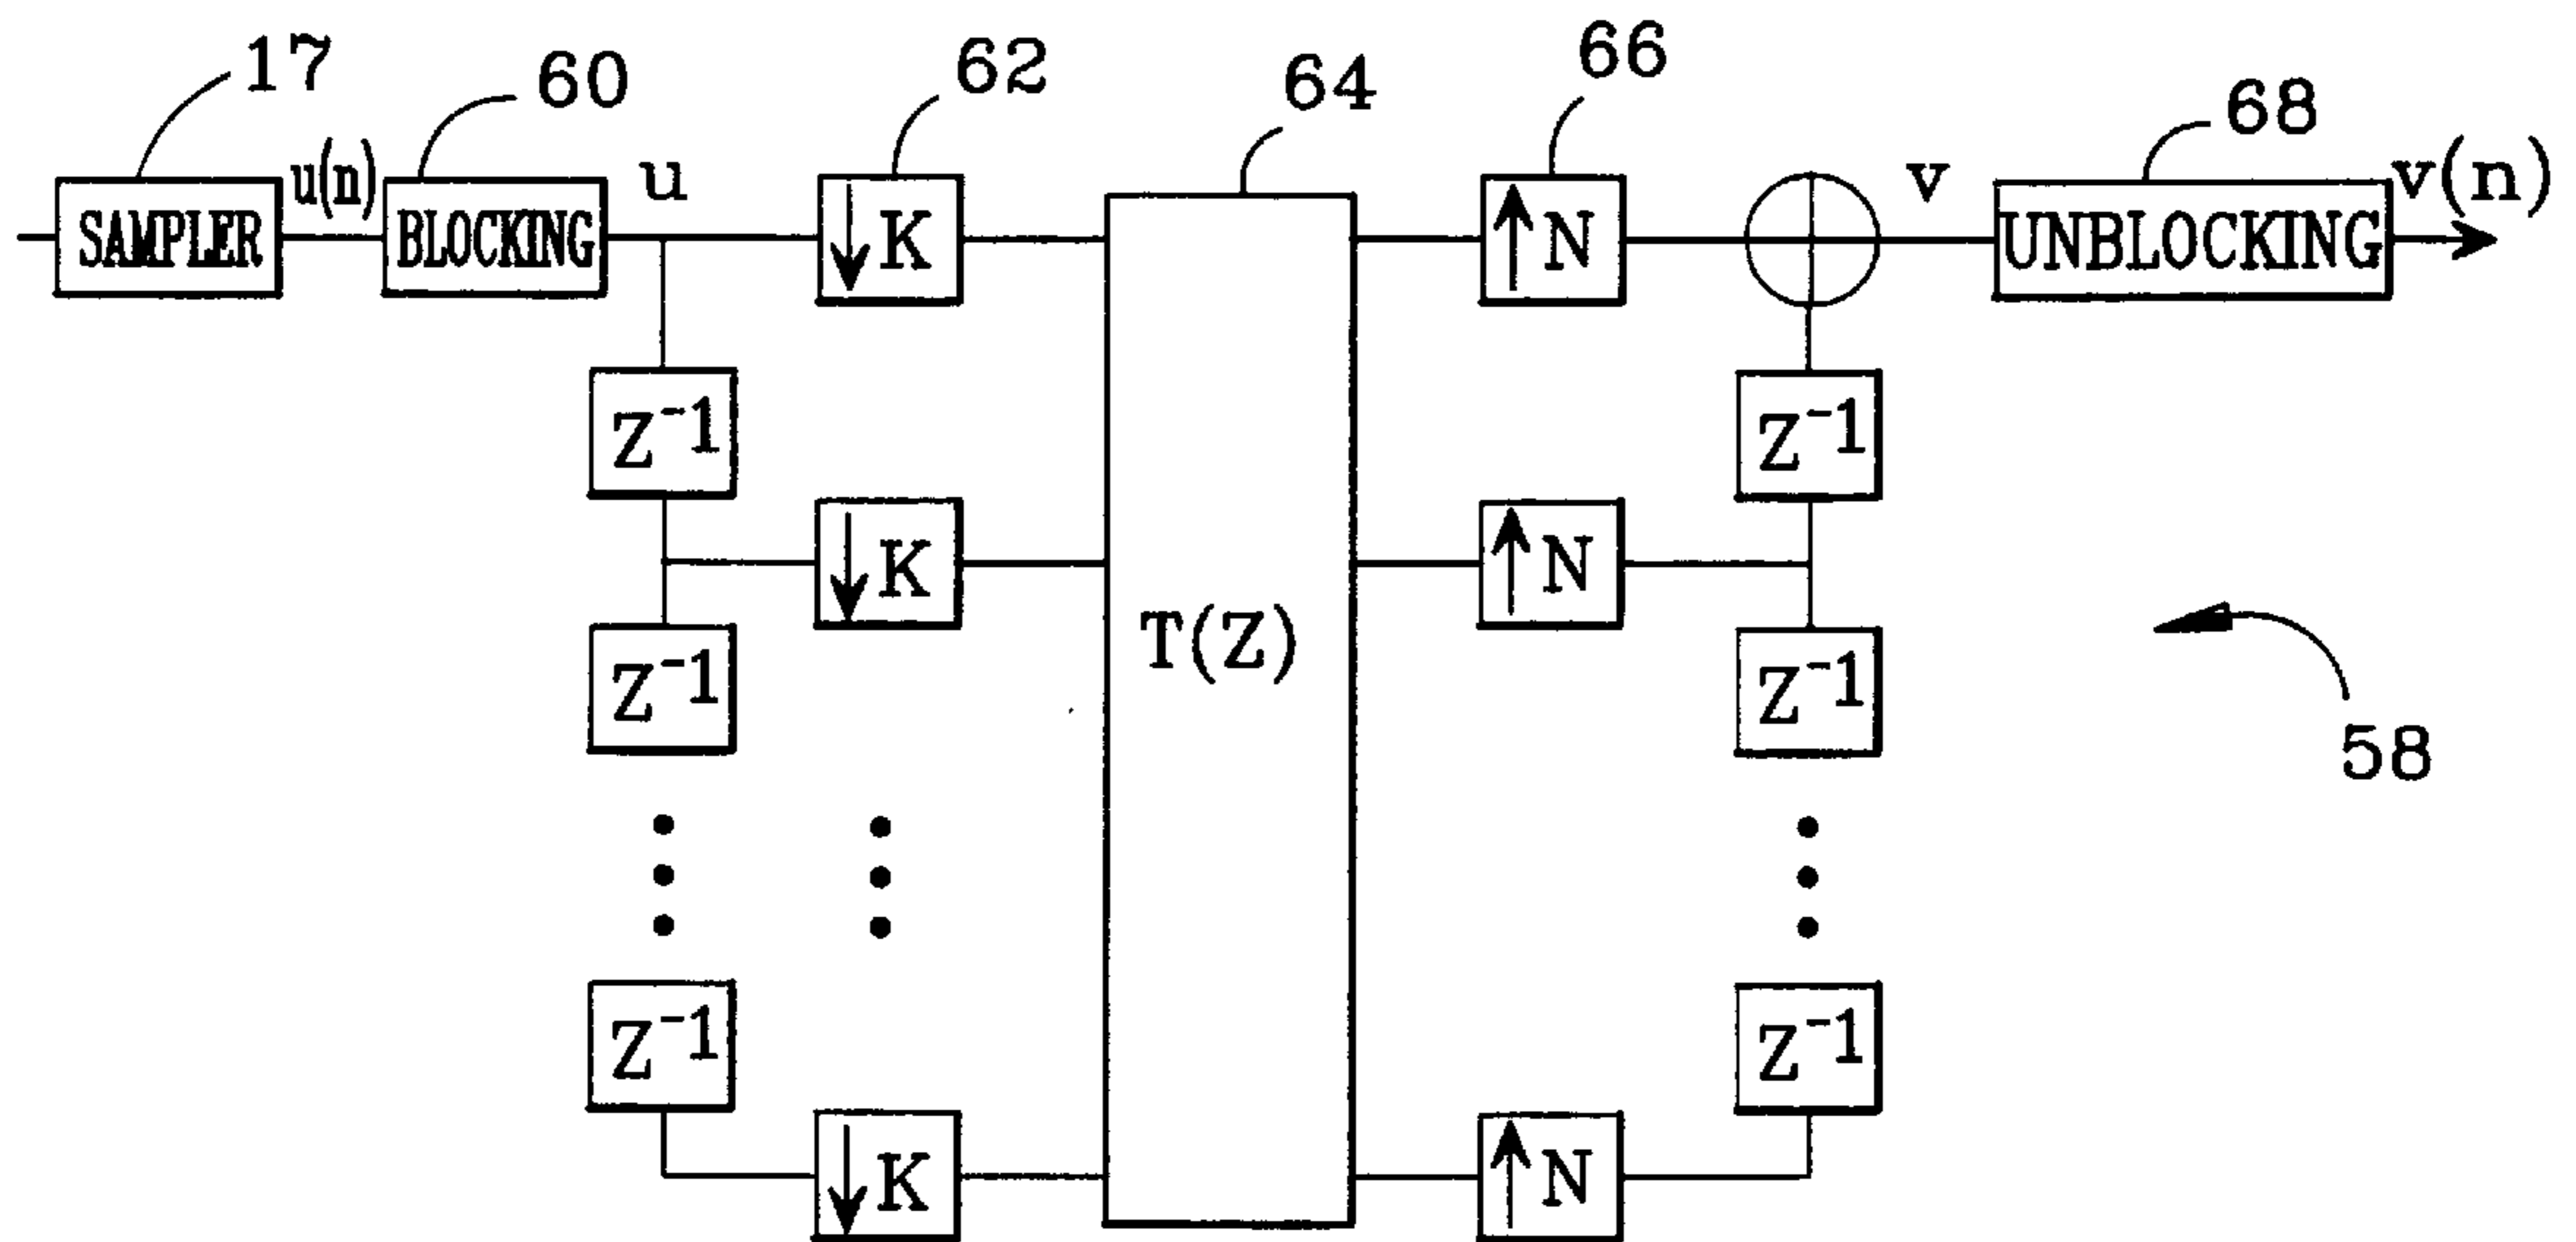 17 60 62 64 66 68
u(n) u v v(n)
SAMPLER BLOCKING ↓K ↑N UNBLOCKING
Z⁻¹ Z⁻¹
↓K ↑N
T(Z)
Z⁻¹ Z⁻¹
58
Z⁻¹ Z⁻¹
↓K ↑N